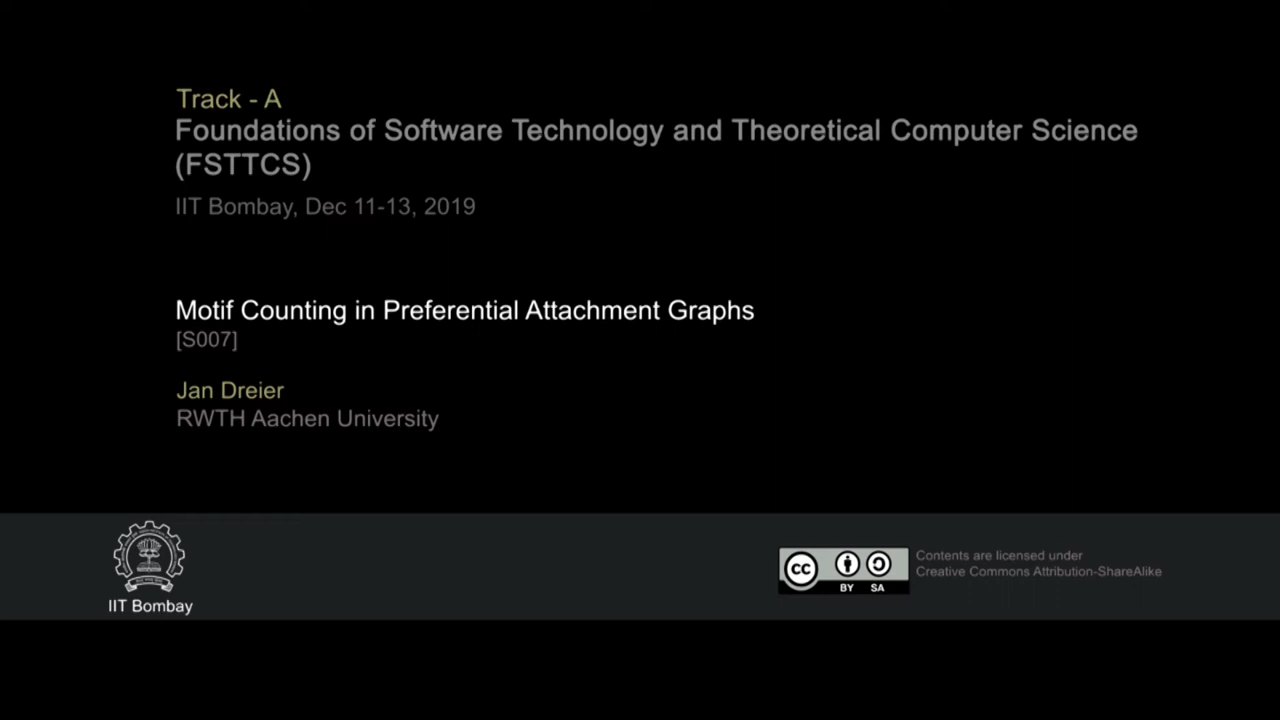 Track - A
Foundations of Software Technology and Theoretical Computer Science
(FSTTCS)
IIT Bombay, Dec 11-13, 2019
Motif Counting in Preferential Attachment Graphs
[S007]
Jan Dreier
RWTH Aachen University
IIT Bombay
cc
BY SA
Contents are licensed under
Creative Commons Attribution-ShareAlike